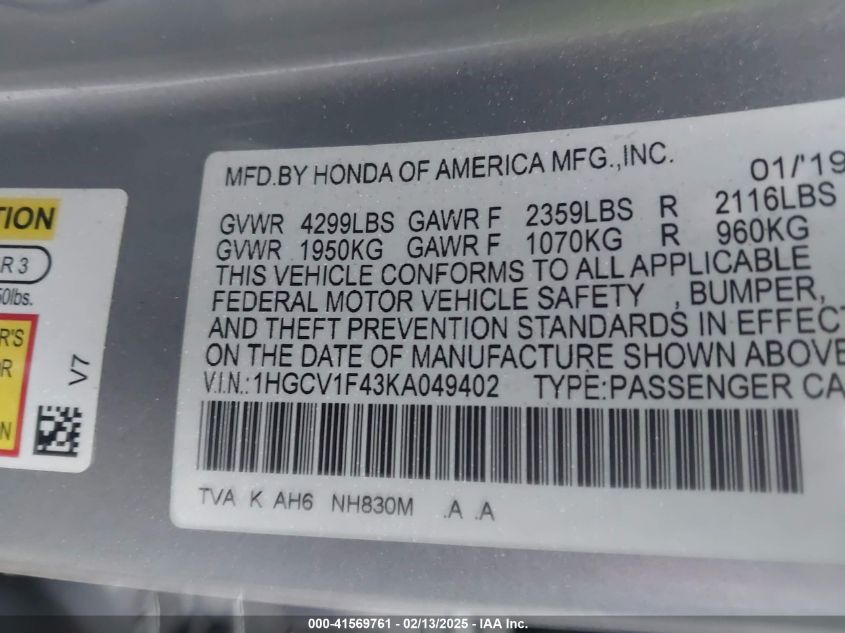 MFD.BY HONDA OF AMERICA MFG.,INC. 01/'19
GVWR 4299LBS GAWR F 2359LBS R 2116LBS
GVWR 1950KG GAWR F 1070KG R 960KG
THIS VEHICLE CONFORMS TO ALL APPLICABLE
FEDERAL MOTOR VEHICLE SAFETY , BUMPER,
AND THEFT PREVENTION STANDARDS IN EFFECT
ON THE DATE OF MANUFACTURE SHOWN ABOVE
V.I.N.:1HGCV1F43KA049402 TYPE:PASSENGER CA
TVA K AH6 NH830M .A .A
TION
R 3
50lbs.
R'S
OR
N
V7
000-41569761 - 02/13/2025 - IAA Inc.